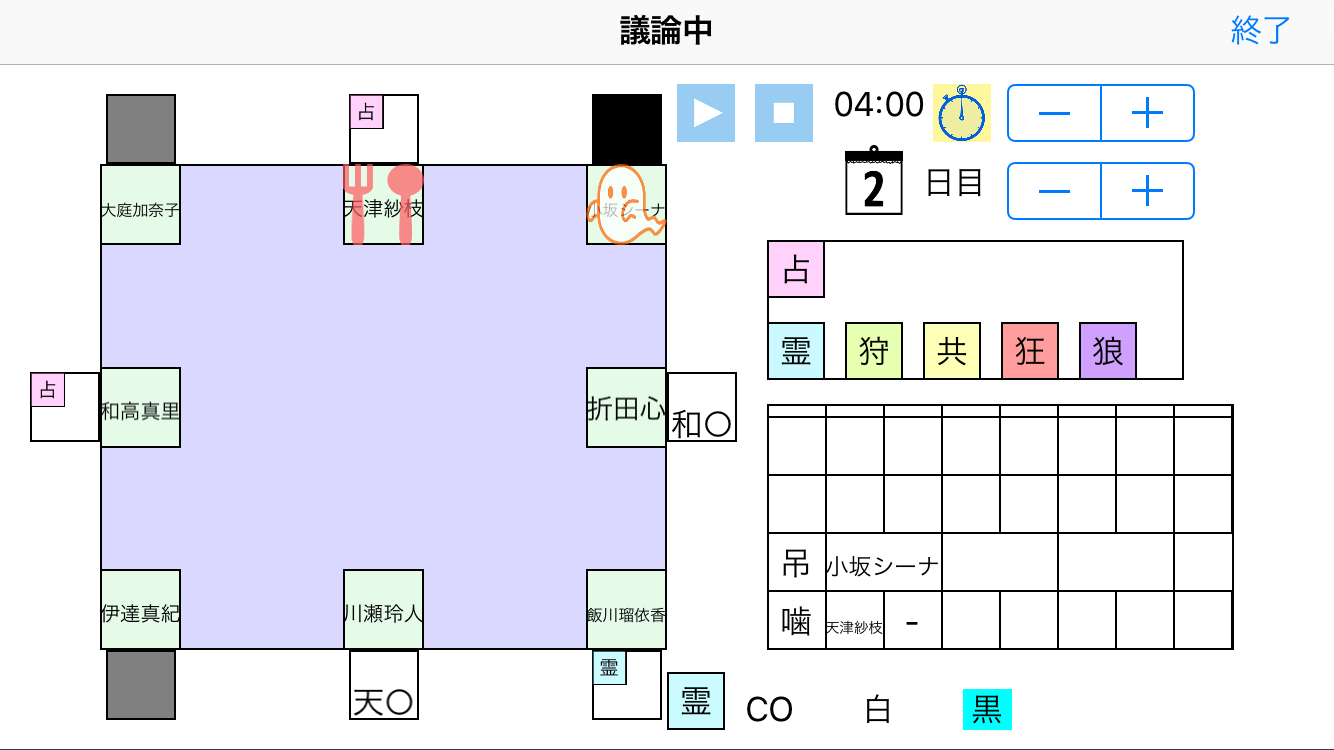 議論中
終了
占
04:00
2 日目
大庭加奈子
天津紗枝
小坂シーナ
占
占
和高真里
折田心
和○
霊
狩
共
狂
狼
伊達真紀
川瀬玲人
飯川瑠依香
吊
小坂シーナ
噛
天津紗枝
-
天○
霊
霊
CO
白
黒